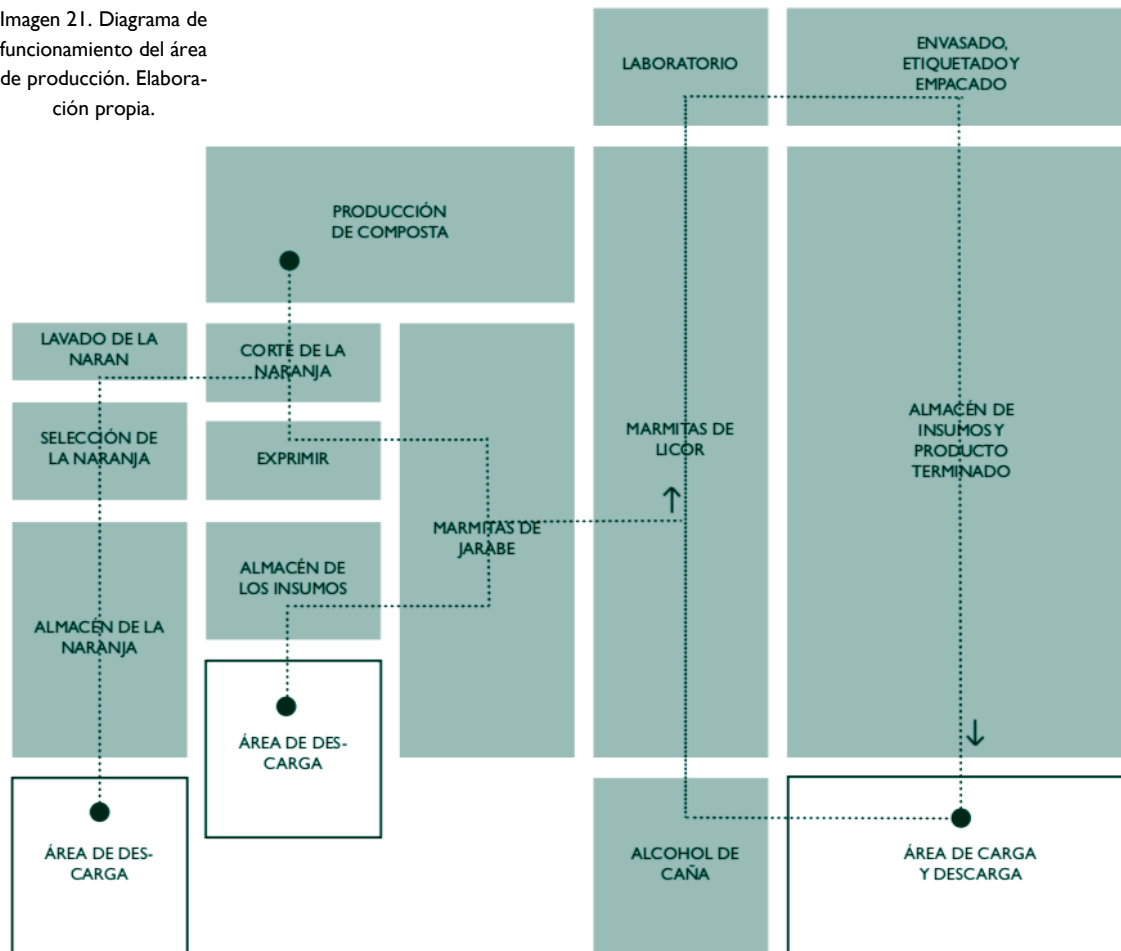 Imagen 21. Diagrama de
funcionamiento del área
de producción. Elabora-
ción propia.
LABORATORIO
ENVASADO,
ETIQUETADO Y
EMPACADO
PRODUCCIÓN
DE COMPOSTA
LAVADO DE LA
NARAN
CORTE DE LA
NARANJA
SELECCIÓN DE
LA NARANJA
EXPRIMIR
MARMITAS DE
LICOR
ALMACÉN DE
INSUMOS Y
PRODUCTO
TERMINADO
MARMITAS DE
JARABE
ALMACÉN DE
LOS INSUMOS
ALMACÉN DE LA
NARANJA
ÁREA DE DES-
CARGA
ÁREA DE DES-
CARGA
ALCOHOL DE
CAÑA
ÁREA DE CARGA
Y DESCARGA